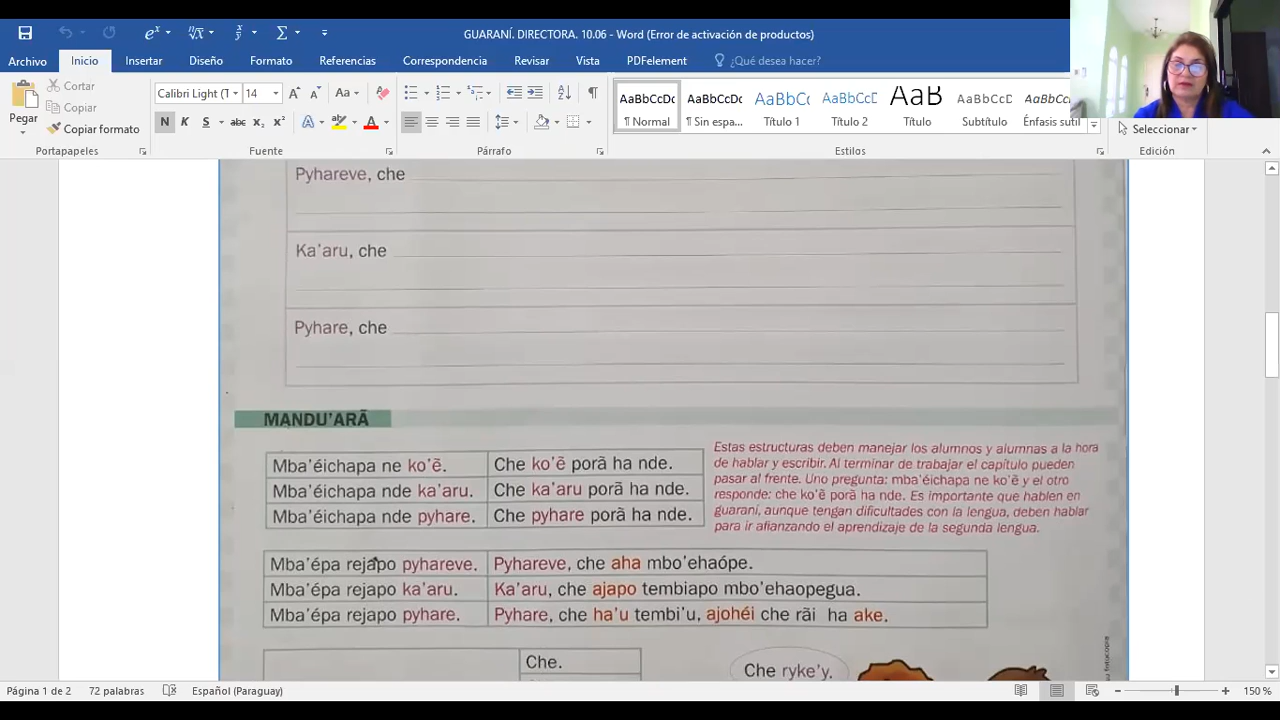 GUARANÍ. DIRECTORA. 10.06 - Word (Error de activación de productos)
Archivo Inicio Insertar Diseño Formato Referencias Correspondencia Revisar Vista PDFelement ¿Qué desea hacer?
Pegar
Cortar
Copiar
Copiar formato
Portapapeles
Calibri Light (T 14
N K S abc x₂ x²
Fuente
Párrafo
AaBbCcDc AaBbCcDc AaBbCc AaBbCcD AaB AaBbCcD AaBbCcDc
¶ Normal ¶ Sin espa... Título 1 Título 2 Título Subtítulo Énfasis sutil
Estilos
Seleccionar
Edición
Pyhareve, che
Ka'aru, che
Pyhare, che
MANDU'ARÃ
Mba'éichapa ne ko'ẽ. Che ko'ẽ porã ha nde.
Mba'éichapa nde ka'aru. Che ka'aru porã ha nde.
Mba'éichapa nde pyhare. Che pyhare porã ha nde.
Estas estructuras deben manejar los alumnos y alumnas a la hora
de hablar y escribir. Al terminar de trabajar el capítulo pueden
pasar al frente. Uno pregunta: mba'éichapa ne ko'ẽ y el otro
responde: che ko'ẽ porã ha nde. Es importante que hablen en
guaraní, aunque tengan dificultades con la lengua, deben hablar
para ir afianzando el aprendizaje de la segunda lengua.
Mba'épa rejapo pyhareve. Pyhareve, che aha mbo'ehaópe.
Mba'épa rejapo ka'aru. Ka'aru, che ajapo tembiapo mbo'ehaopegua.
Mba'épa rejapo pyhare. Pyhare, che ha'u tembi'u, ajohéi che rãi ha ake.
Che.
Che ryke'y.
Página 1 de 2 72 palabras Español (Paraguay) 150 %